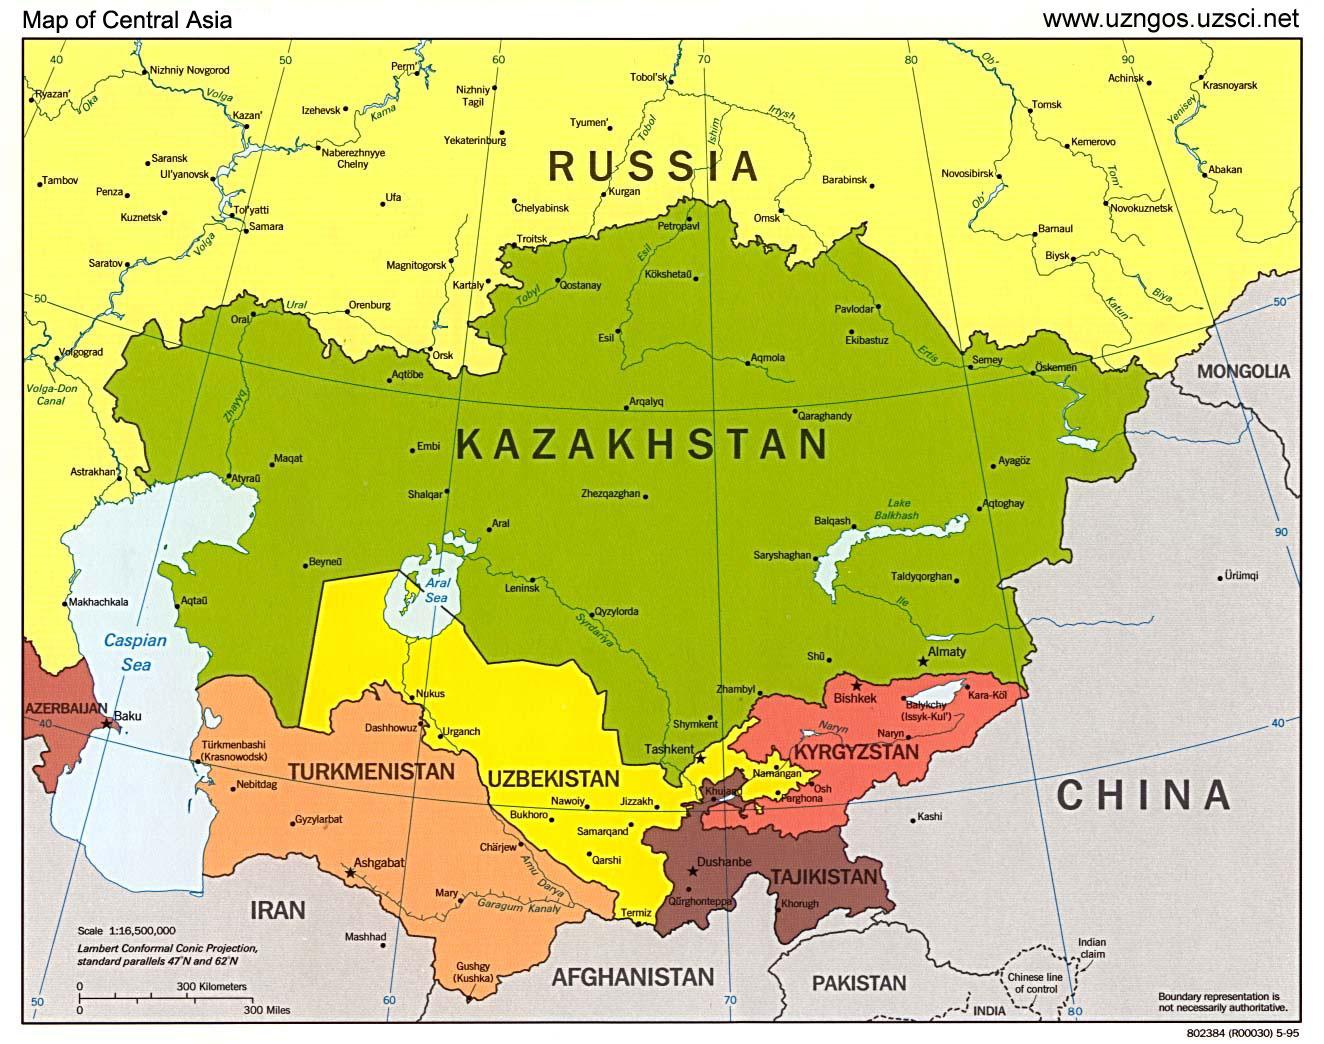 Map of Central Asia
www.uzngos.uzsci.net
40
50
60
70
80
90
Ryazan'
Oka
Nizhniy Novgorod
Volga
Kazan'
Izehevsk
Kama
Perm'
Nizhniy
Tagil
Yekaterinburg
Tyumen'
Tobol'sk
Tobol
Ishim
Irtysh
Ob'
Tomsk
Achinsk
Krasnoyarsk
Yenisey
Kemerovo
Abakan
Tom'
Novosibirsk
Barabinsk
Novokuznetsk
Ob'
Barnaul
Biysk
Biya
Katun'
Omsk
RUSSIA
Saransk
Ul'yanovsk
Naberezhnyye
Chelny
Tambov
Penza
Kuznetsk
Tol'yatti
Samara
Ufa
Chelyabinsk
Kurgan
Troitsk
Petropavl
Saratov
Volga
Magnitogorsk
Kartaly
Tobyl
Qostanay
Esil
Kökshetaū
50
Oral
Ural
Orenburg
Orsk
Esil
Pavlodar
Ekibastuz
Ertis
Semey
Öskemen
50
MONGOLIA
Volgograd
Volga-Don
Canal
Zhayyq
Aqtöbe
Aqmola
Arqalyq
Qaraghandy
KAZAKHSTAN
Embi
Maqat
Atyraū
Astrakhan'
Shalqar
Zhezqazghan
Ayagöz
Aqtoghay
Lake
Balkhash
Balqash
Saryshaghan
Taldyqorghan
90
Ürümqi
Aral
Beyneū
Aral
Sea
Leninsk
Qyzylorda
Syrdariya
Ile
Makhachkala
Aqtaū
Caspian
Sea
Shū
Almaty
Zhambyl
Bishkek
Balykchy
(Issyk-Kul')
Kara-Köl
Shymkent
Naryn
Naryn
KYRGYZSTAN
40
AZERBAIJAN
40
Baku
Nukus
Dashhowuz
Urganch
Tashkent
Namangan
Khujand
Farghona
Osh
Türkmenbashi
(Krasnowodsk)
Nebitdag
TURKMENISTAN
UZBEKISTAN
Nawoiy
Jizzakh
Bukhoro
Samarqand
Qarshi
CHINA
Kashi
Gyzylarbat
Chärjew
Amu Darya
Ashgabat
Mary
Garagum Kanaly
Termiz
Dushanbe
Qŭrghonteppa
TAJIKISTAN
Khorugh
IRAN
Mashhad
Gushgy
(Kushka)
AFGHANISTAN
PAKISTAN
INDIA
Chinese line
of control
Indian
claim
Scale 1:16,500,000
Lambert Conformal Conic Projection,
standard parallels 47°N and 62°N
0 300 Kilometers
0 300 Miles
50
60
70
80
Boundary representation is
not necessarily authoritative.
802384 (R00030) 5-95